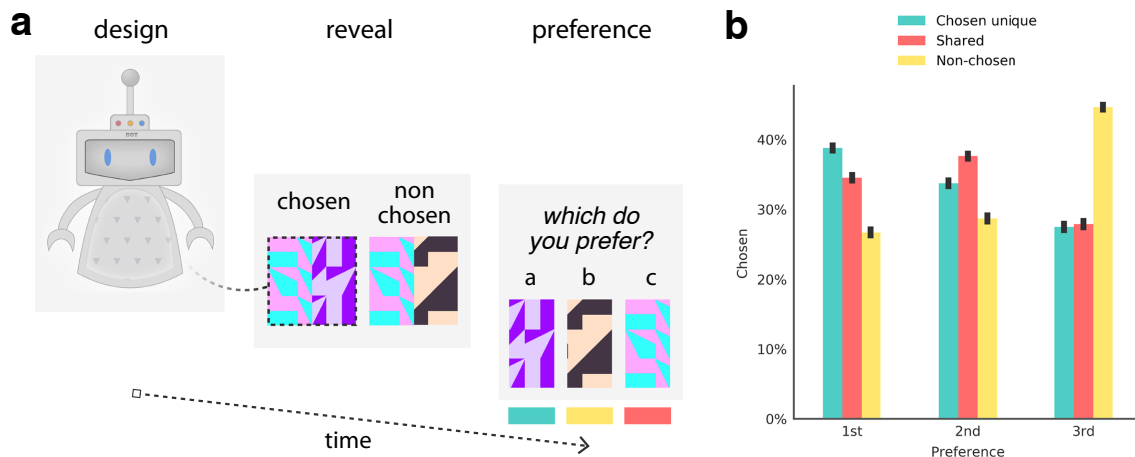 a
design
reveal
preference
BOT
chosen
non
chosen
which do
you prefer?
a
b
c
time
b
Chosen unique
Shared
Non-chosen
Chosen
40%
30%
20%
10%
0%
1st
2nd
3rd
Preference